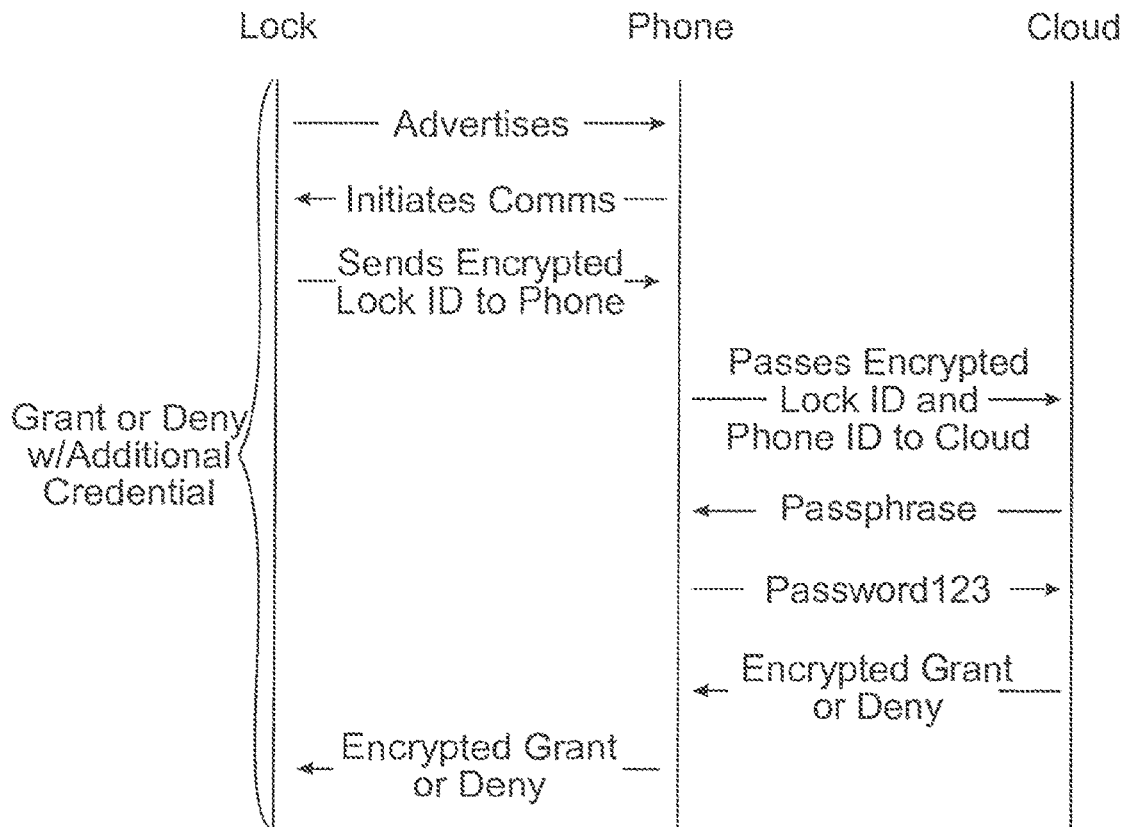 Lock
Phone
Cloud
Advertises
Initiates Comms
Sends Encrypted
Lock ID to Phone
Passes Encrypted
Lock ID and
Phone ID to Cloud
Grant or Deny
w/Additional
Credential
Passphrase
Password123
Encrypted Grant
or Deny
Encrypted Grant
or Deny